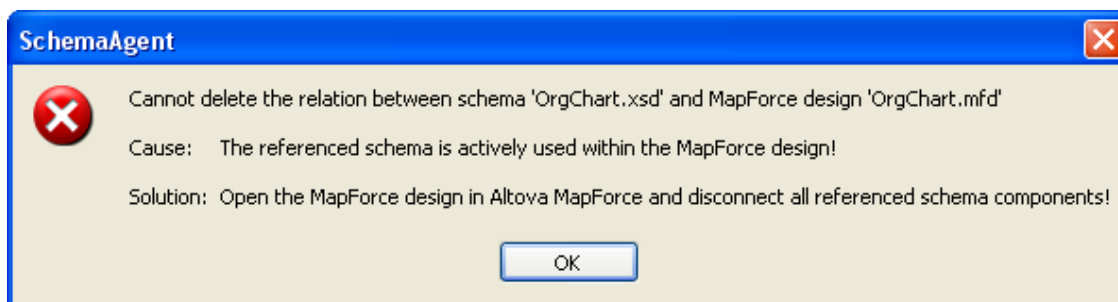 SchemaAgent
Cannot delete the relation between schema 'OrgChart.xsd' and MapForce design 'OrgChart.mfd'
Cause: The referenced schema is actively used within the MapForce design!
Solution: Open the MapForce design in Altova MapForce and disconnect all referenced schema components!
OK